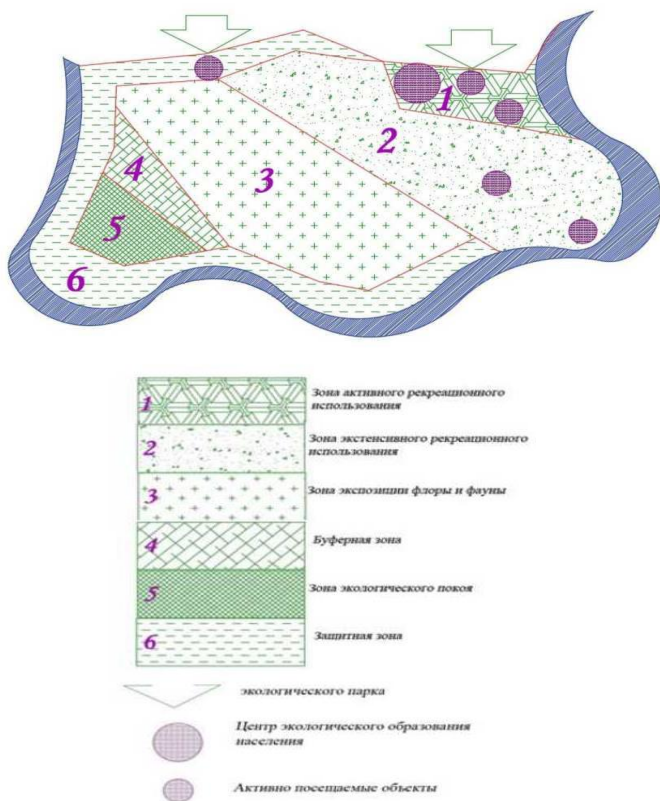 1
2
3
4
5
6
1
Зона активного рекреационного
использования
2
Зона экстенсивного рекреационного
использования
3
Зона экспозиции флоры и фауны
4
Буферная зона
5
Зона экологического покоя
6
Защитная зона
экологического парка
Центр экологического образования
населения
Активно посещаемые объекты